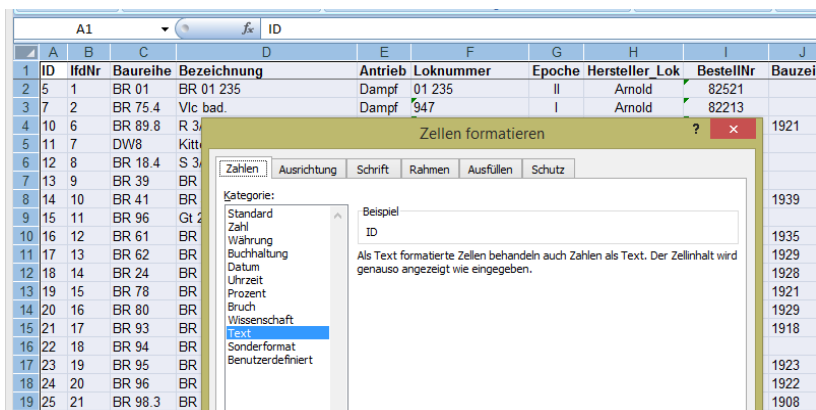 A1 fx ID
A B C D E F G H I J
1 ID lfdNr Baureihe Bezeichnung Antrieb Loknummer Epoche Hersteller_Lok BestellNr Bauzei
2 5 1 BR 01 BR 01 235 Dampf 01 235 II Arnold 82521
3 7 2 BR 75.4 VIc bad. Dampf 947 I Arnold 82213
4 10 6 BR 89.8 R 3/ 1921
Zellen formatieren ? ×
5 11 7 DW8 Kitt
6 12 8 BR 18.4 S 3/
Zahlen Ausrichtung Schrift Rahmen Ausfüllen Schutz
7 13 9 BR 39 BR
Kategorie:
8 14 10 BR 41 BR 1939
Standard
Beispiel
9 15 11 BR 96 Gt 2
Zahl
ID
10 16 12 BR 61 BR 1935
Währung
11 17 13 BR 62 BR 1929
Buchhaltung
Als Text formatierte Zellen behandeln auch Zahlen als Text. Der Zellinhalt wird
genauso angezeigt wie eingegeben.
12 18 14 BR 24 BR 1928
Datum
Uhrzeit
13 19 15 BR 78 BR 1921
Prozent
14 20 16 BR 80 BR 1929
Bruch
Wissenschaft
15 21 17 BR 93 BR 1918
Text
16 22 18 BR 94 BR
Sonderformat
Benutzerdefiniert
17 23 19 BR 95 BR 1923
18 24 20 BR 96 BR 1922
19 25 21 BR 98.3 BR 1908